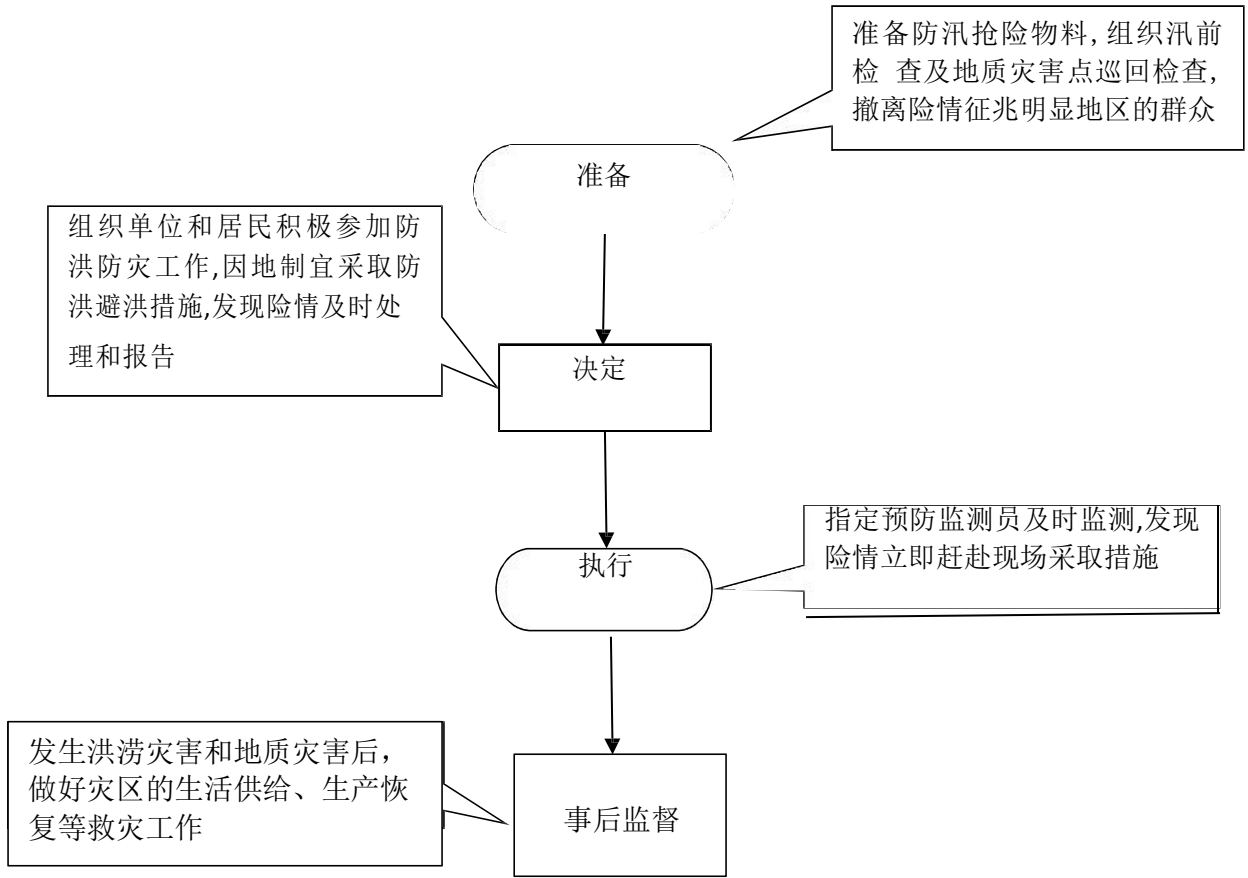 准备防汛抢险物料,组织汛前
检 查及地质灾害点巡回检查,
撤离险情征兆明显地区的群众
准备
组织单位和居民积极参加防
洪防灾工作,因地制宜采取防
洪避洪措施,发现险情及时处
理和报告
决定
指定预防监测员及时监测,发现
险情立即赶赴现场采取措施
执行
发生洪涝灾害和地质灾害后，
做好灾区的生活供给、生产恢
复等救灾工作
事后监督